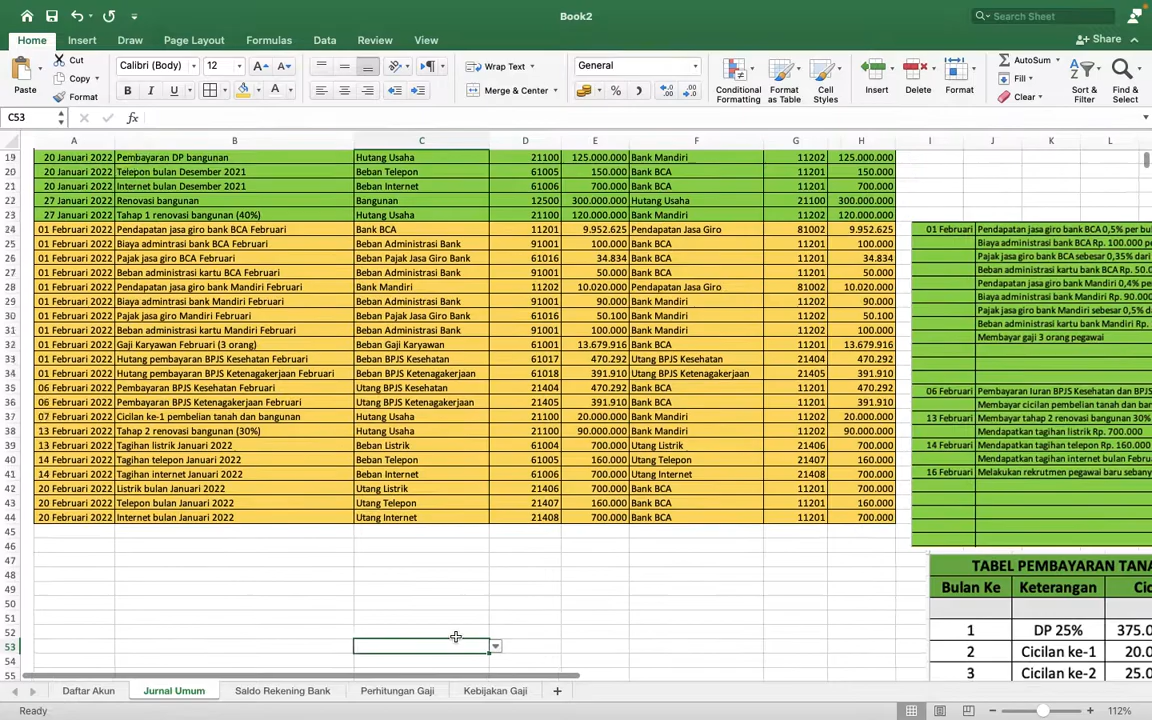 Book2
Search Sheet
Home Insert Draw Page Layout Formulas Data Review View
Share
Paste
Cut
Copy
Format
Calibri (Body) 12
B I U
Wrap Text
Merge & Center
General
Conditional Formatting
Format as Table
Cell Styles
Insert
Delete
Format
AutoSum
Fill
Clear
Sort & Filter
Find & Select
C53
fx
A B C D E F G H I J K L
19 20 Januari 2022 Pembayaran DP bangunan Hutang Usaha 21100 125.000.000 Bank Mandiri 11202 125.000.000
20 20 Januari 2022 Telepon bulan Desember 2021 Beban Telepon 61005 150.000 Bank BCA 11201 150.000
21 20 Januari 2022 Internet bulan Desember 2021 Beban Internet 61006 700.000 Bank BCA 11201 700.000
22 27 Januari 2022 Renovasi bangunan Bangunan 12500 300.000.000 Hutang Usaha 21100 300.000.000
23 27 Januari 2022 Tahap 1 renovasi bangunan (40%) Hutang Usaha 21100 120.000.000 Bank Mandiri 11202 120.000.000
24 01 Februari 2022 Pendapatan jasa giro bank BCA Februari Bank BCA 11201 9.952.625 Pendapatan Jasa Giro 81002 9.952.625 01 Februari Pendapatan jasa giro bank BCA 0,5% per bul
25 01 Februari 2022 Biaya admintrasi bank BCA Februari Beban Administrasi Bank 91001 100.000 Bank BCA 11201 100.000 Biaya administrasi bank BCA Rp. 100.000 pe
26 01 Februari 2022 Pajak jasa giro BCA Februari Beban Pajak Jasa Giro Bank 61016 34.834 Bank BCA 11201 34.834 Pajak jasa giro bank BCA sebesar 0,35% dari
27 01 Februari 2022 Beban administrasi kartu BCA Februari Beban Administrasi Bank 91001 50.000 Bank BCA 11201 50.000 Beban administrasi kartu bank BCA Rp. 50.0
28 01 Februari 2022 Pendapatan jasa giro bank Mandiri Februari Bank Mandiri 11202 10.020.000 Pendapatan Jasa Giro 81002 10.020.000 Pendapatan jasa giro bank Mandiri 0,4% per
29 01 Februari 2022 Biaya admintrasi bank Mandiri Februari Beban Administrasi Bank 91001 90.000 Bank BCA 11202 90.000 Biaya administrasi bank Mandiri Rp. 90.000
30 01 Februari 2022 Pajak jasa giro Mandiri Februari Beban Pajak Jasa Giro Bank 61016 50.100 Bank BCA 11202 50.100 Pajak jasa giro bank Mandiri sebesar 0,5% da
31 01 Februari 2022 Beban administrasi kartu Mandiri Februari Beban Administrasi Bank 91001 100.000 Bank BCA 11202 100.000 Beban administrasi kartu bank Mandiri Rp.
32 01 Februari 2022 Gaji Karyawan Februari (3 orang) Beban Gaji Karyawan 61001 13.679.916 Bank BCA 11201 13.679.916 Membayar gaji 3 orang pegawai
33 01 Februari 2022 Hutang pembayaran BPJS Kesehatan Februari Beban BPJS Kesehatan 61017 470.292 Utang BPJS Kesehatan 21404 470.292
34 01 Februari 2022 Hutang pembayaran BPJS Ketenagakerjaan Februari Beban BPJS Ketenagakerjaan 61018 391.910 Utang BPJS Ketenagakerjaan 21405 391.910
35 06 Februari 2022 Pembayaran BPJS Kesehatan Februari Utang BPJS Kesehatan 21404 470.292 Bank BCA 11201 470.292
36 06 Februari 2022 Pembayaran BPJS Ketenagakerjaan Februari Utang BPJS Ketenagakerjaan 21405 391.910 Bank BCA 11201 391.910 06 Februari Pembayaran Iuran BPJS Kesehatan dan BPJS
37 07 Februari 2022 Cicilan ke-1 pembelian tanah dan bangunan Hutang Usaha 21100 20.000.000 Bank Mandiri 11202 20.000.000 Membayar cicilan pembelian tanah dan ban
38 13 Februari 2022 Tahap 2 renovasi bangunan (30%) Hutang Usaha 21100 90.000.000 Bank Mandiri 11202 90.000.000 13 Februari Membayar tahap 2 renovasi bangunan 30%
39 13 Februari 2022 Tagihan listrik Januari 2022 Beban Listrik 61004 700.000 Utang Listrik 21406 700.000 Mendapatkan tagihan listrik Rp. 700.000
40 14 Februari 2022 Tagihan telepon Januari 2022 Beban Telepon 61005 160.000 Utang Telepon 21407 160.000 14 Februari Mendapatkan tagihan telepon Rp. 160.000
41 14 Februari 2022 Tagihan internet Januari 2022 Beban Internet 61006 700.000 Utang Internet 21408 700.000 Mendapatkan tagihan internet bulan Februa
42 20 Februari 2022 Listrik bulan Januari 2022 Utang Listrik 21406 700.000 Bank BCA 11201 700.000 16 Februari Melakukan rekrutmen pegawai baru sebany
43 20 Februari 2022 Telepon bulan Januari 2022 Utang Telepon 21407 160.000 Bank BCA 11201 160.000
44 20 Februari 2022 Internet bulan Januari 2022 Utang Internet 21408 700.000 Bank BCA 11201 700.000
45
46
47 TABEL PEMBAYARAN TANA
48 Bulan Ke Keterangan Cic
49
50
51
52 1 DP 25% 375.0
53 2 Cicilan ke-1 20.0
54
55 3 Cicilan ke-2 25.0
Daftar Akun Jurnal Umum Saldo Rekening Bank Perhitungan Gaji Kebijakan Gaji
Ready 112%